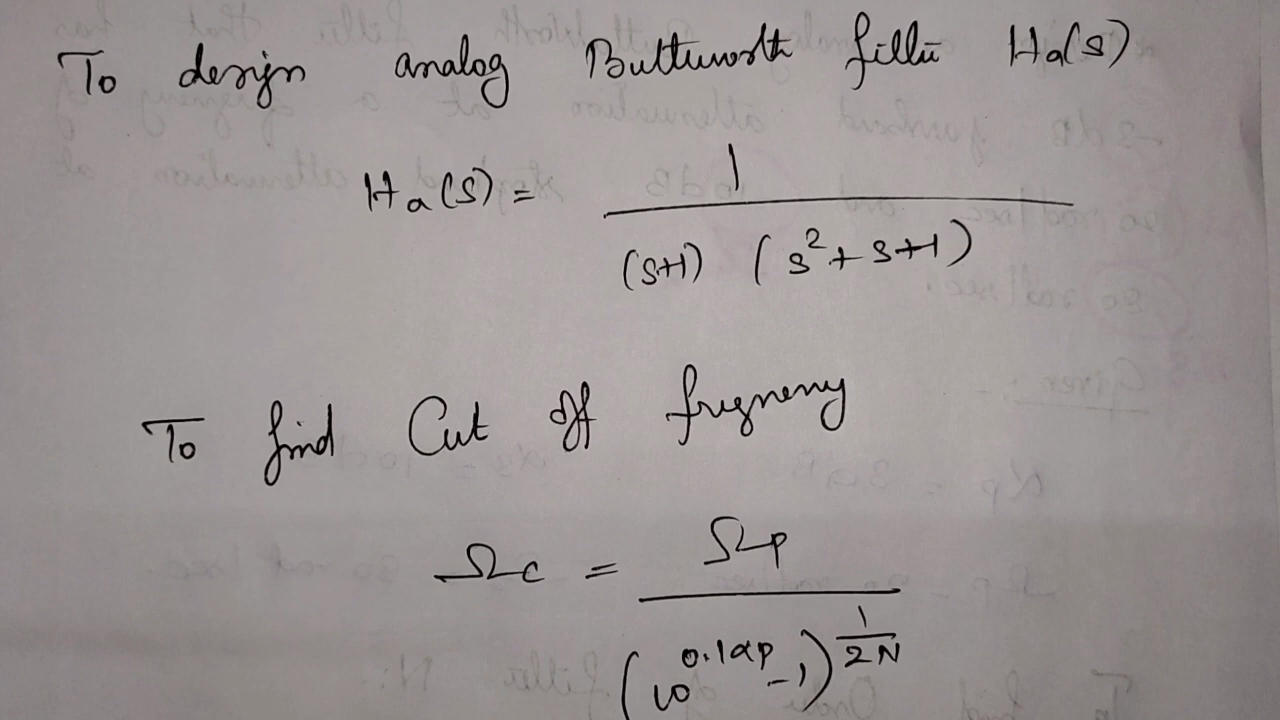 To design analog Butterworth filter Ha(s)
Ha(s) = 1 / (s+1) (s² + s + 1)
To find Cut off frequency
Ωc = Ωp / (10^0.1αp - 1)^1/2N